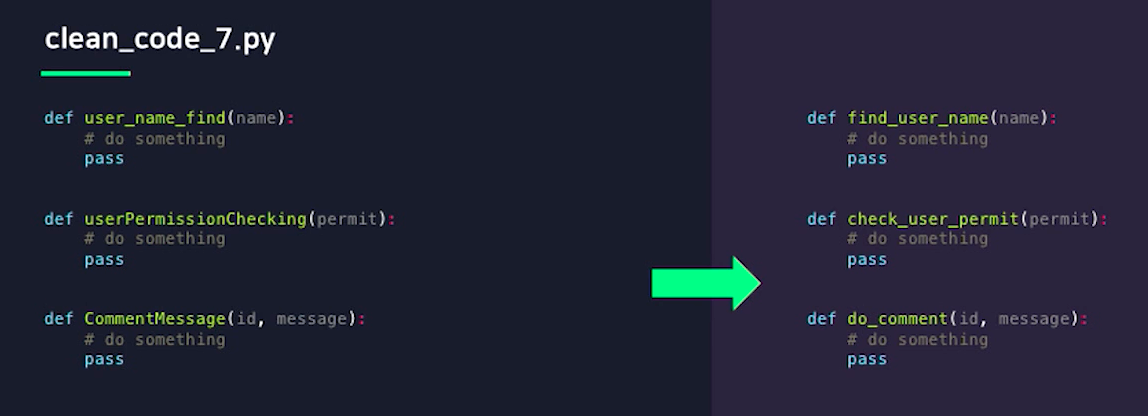 clean_code_7.py
def user_name_find(name):
    # do something
    pass
def userPermissionChecking(permit):
    # do something
    pass
def CommentMessage(id, message):
    # do something
    pass
def find_user_name(name):
    # do something
    pass
def check_user_permit(permit):
    # do something
    pass
def do_comment(id, message):
    # do something
    pass